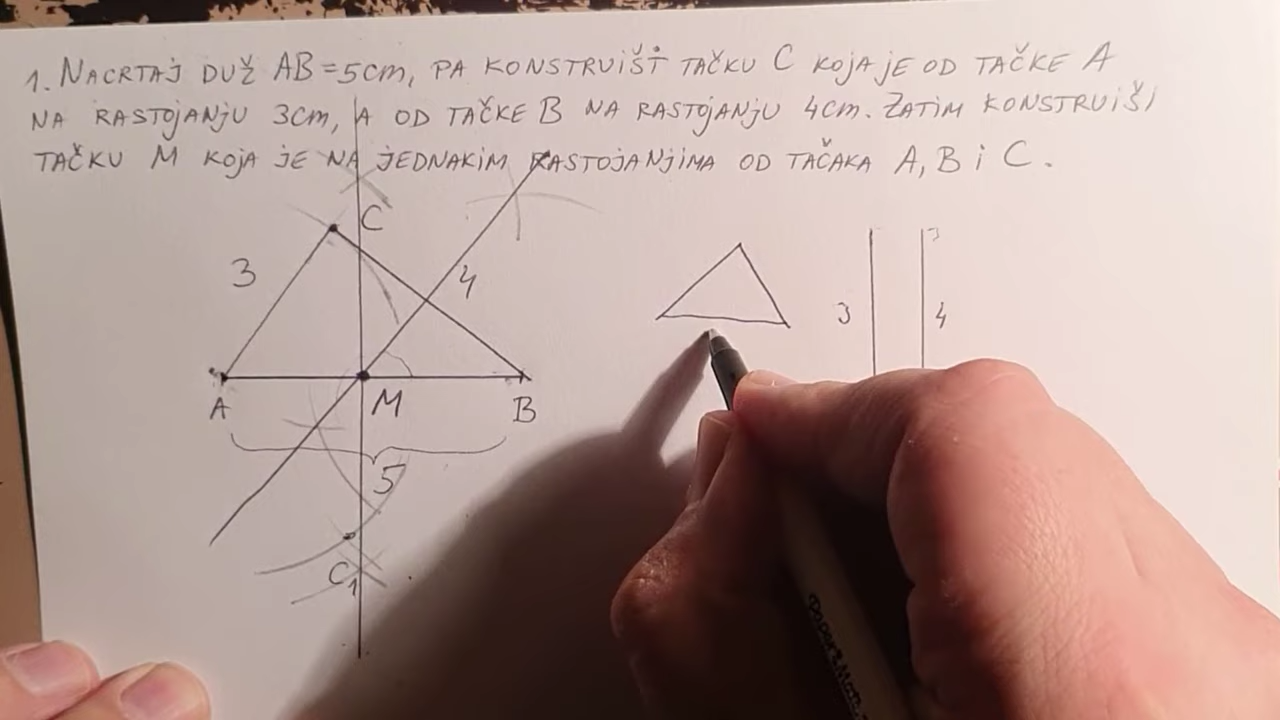 1. NACRTAJ DUŽ AB=5cm, PA KONSTRUIŠI TAČKU C KOJA JE OD TAČKE A
NA RASTOJANJU 3cm, A OD TAČKE B NA RASTOJANJU 4cm. ZATIM KONSTRUIŠI
TAČKU M KOJA JE NA JEDNAKIM RASTOJANJIMA OD TAČAKA A, B i C.
C
3
4
3
4
A
M
B
5
C1
PaperMate